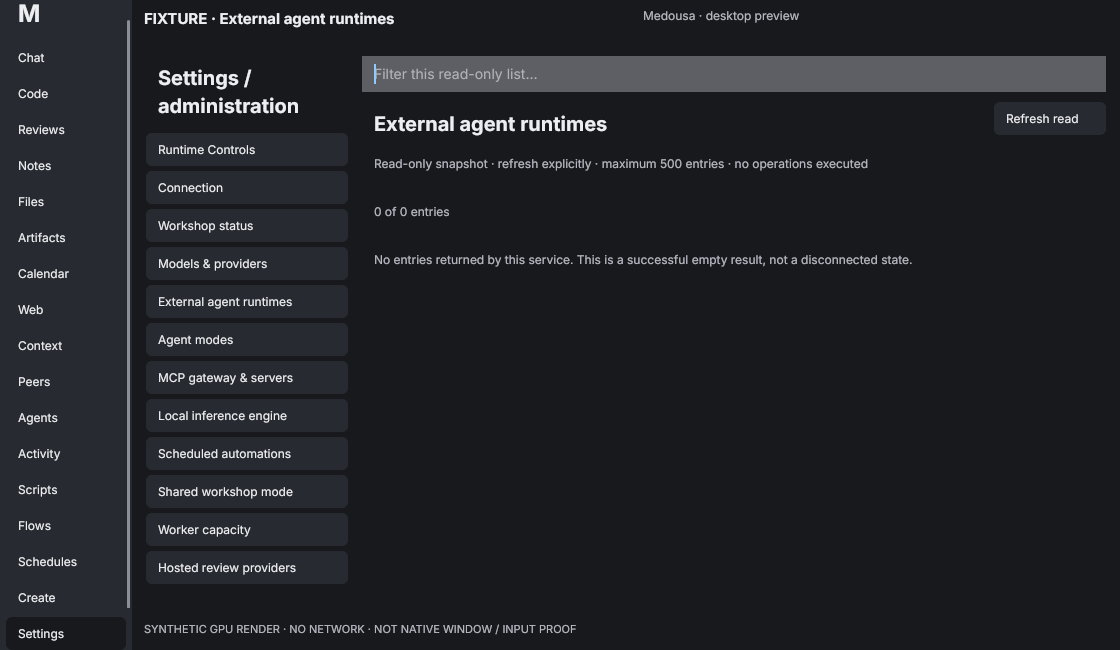 M
Chat
Code
Reviews
Notes
Files
Artifacts
Calendar
Web
Context
Peers
Agents
Activity
Scripts
Flows
Schedules
Create
Settings
FIXTURE · External agent runtimes
Medousa · desktop preview
Settings /
administration
Runtime Controls
Connection
Workshop status
Models & providers
External agent runtimes
Agent modes
MCP gateway & servers
Local inference engine
Scheduled automations
Shared workshop mode
Worker capacity
Hosted review providers
Filter this read-only list...
External agent runtimes
Refresh read
Read-only snapshot · refresh explicitly · maximum 500 entries · no operations executed
0 of 0 entries
No entries returned by this service. This is a successful empty result, not a disconnected state.
SYNTHETIC GPU RENDER · NO NETWORK · NOT NATIVE WINDOW / INPUT PROOF